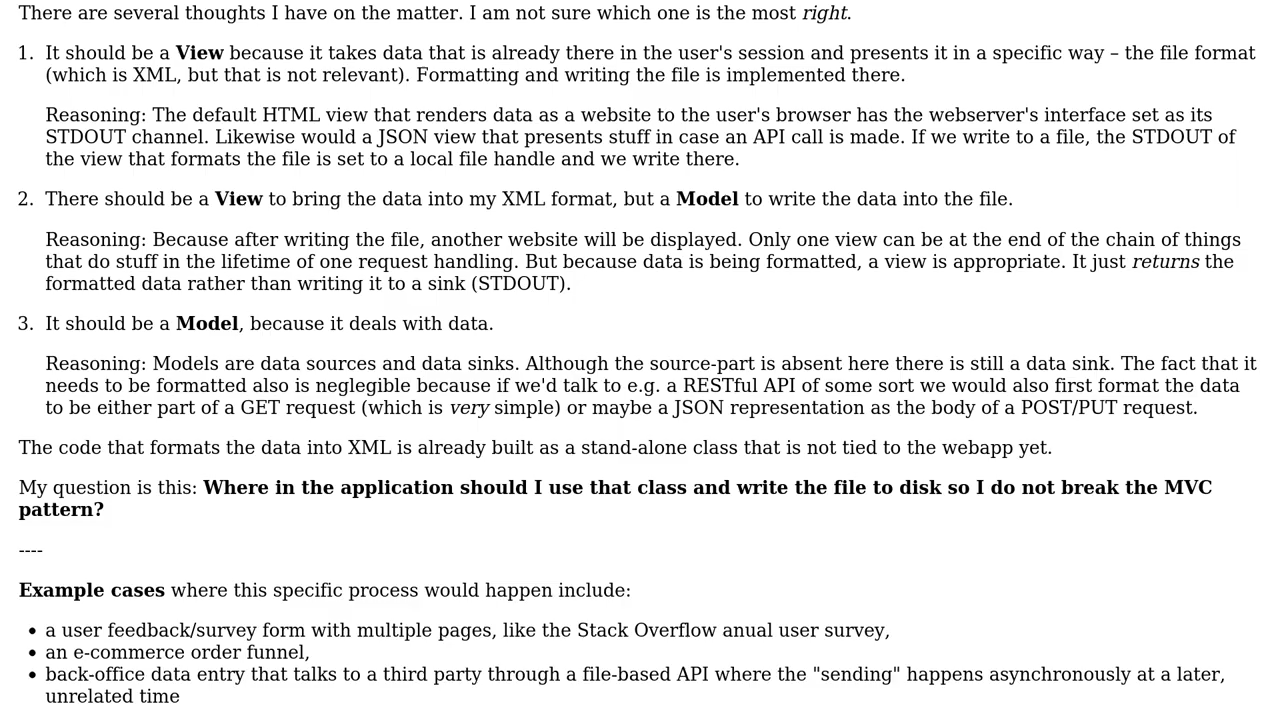 There are several thoughts I have on the matter. I am not sure which one is the most right.
1. It should be a View because it takes data that is already there in the user's session and presents it in a specific way – the file format
(which is XML, but that is not relevant). Formatting and writing the file is implemented there.
Reasoning: The default HTML view that renders data as a website to the user's browser has the webserver's interface set as its
STDOUT channel. Likewise would a JSON view that presents stuff in case an API call is made. If we write to a file, the STDOUT of
the view that formats the file is set to a local file handle and we write there.
2. There should be a View to bring the data into my XML format, but a Model to write the data into the file.
Reasoning: Because after writing the file, another website will be displayed. Only one view can be at the end of the chain of things
that do stuff in the lifetime of one request handling. But because data is being formatted, a view is appropriate. It just returns the
formatted data rather than writing it to a sink (STDOUT).
3. It should be a Model, because it deals with data.
Reasoning: Models are data sources and data sinks. Although the source-part is absent here there is still a data sink. The fact that it
needs to be formatted also is neglegible because if we'd talk to e.g. a RESTful API of some sort we would also first format the data
to be either part of a GET request (which is very simple) or maybe a JSON representation as the body of a POST/PUT request.
The code that formats the data into XML is already built as a stand-alone class that is not tied to the webapp yet.
My question is this: Where in the application should I use that class and write the file to disk so I do not break the MVC
pattern?
----
Example cases where this specific process would happen include:
• a user feedback/survey form with multiple pages, like the Stack Overflow anual user survey,
• an e-commerce order funnel,
• back-office data entry that talks to a third party through a file-based API where the "sending" happens asynchronously at a later,
unrelated time